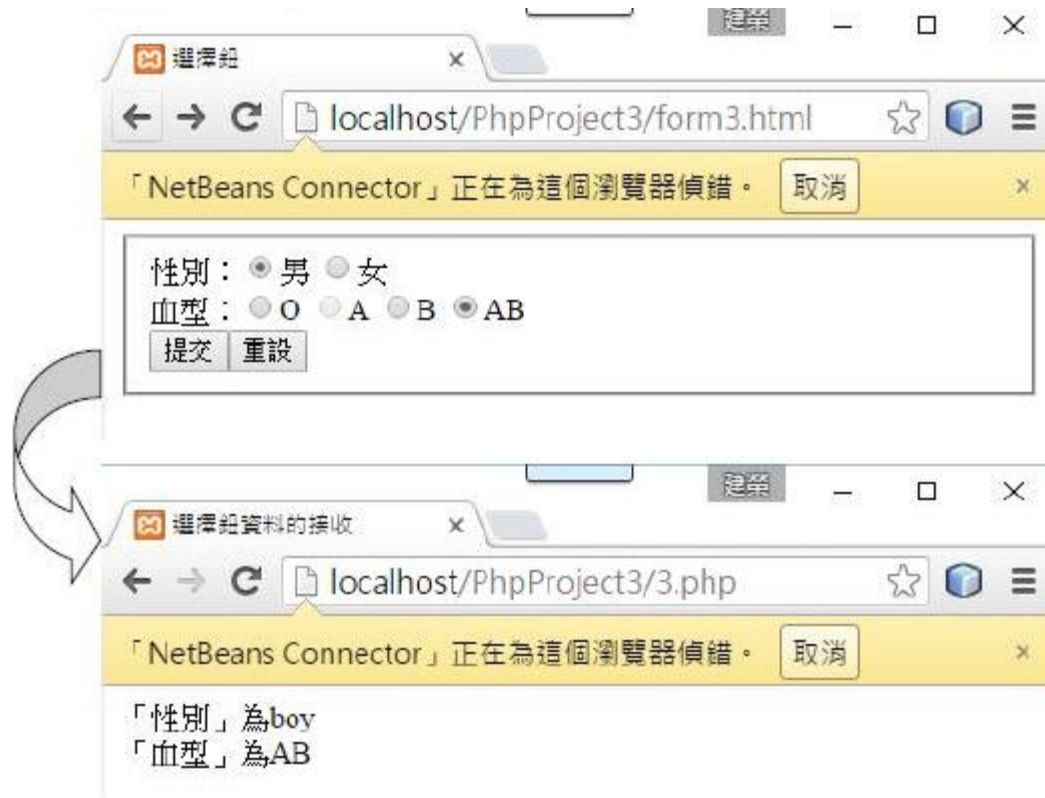 建榮
選擇鈕
localhost/PhpProject3/form3.html
「NetBeans Connector」正在為這個瀏覽器偵錯。 取消
性別： 男 女
血型： O A B AB
提交 重設
建榮
選擇鈕資料的接收
localhost/PhpProject3/3.php
「NetBeans Connector」正在為這個瀏覽器偵錯。 取消
「性別」為boy
「血型」為AB